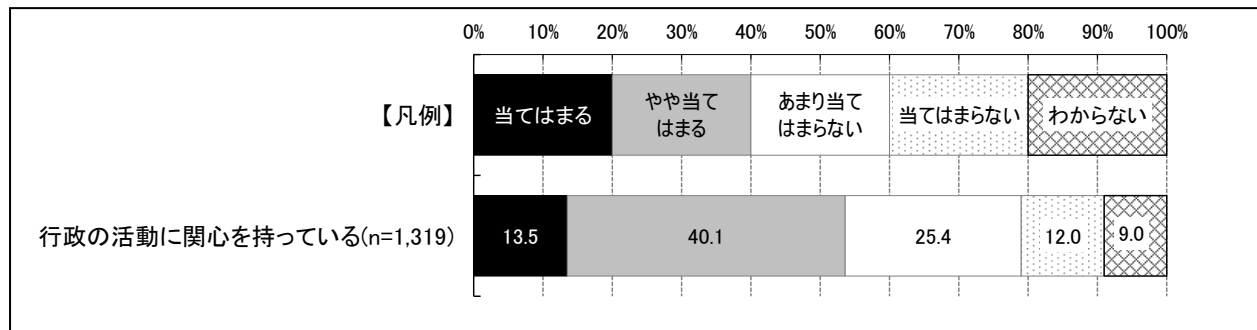 0% 10% 20% 30% 40% 50% 60% 70% 80% 90% 100%
【凡例】
当てはまる
やや当て
はまる
あまり当て
はまらない
当てはまらない
わからない
行政の活動に関心を持っている(n=1,319)
13.5 40.1 25.4 12.0 9.0